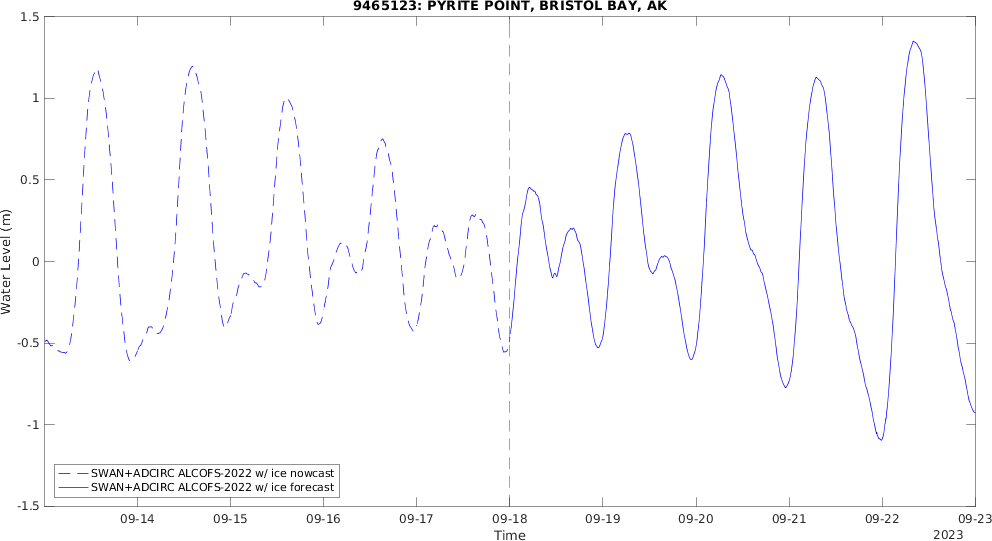 9465123: PYRITE POINT, BRISTOL BAY, AK
1.5
1
0.5
0
-0.5
-1
-1.5
Water Level (m)
SWAN+ADCIRC ALCOFS-2022 w/ ice nowcast
SWAN+ADCIRC ALCOFS-2022 w/ ice forecast
09-14 09-15 09-16 09-17 09-18 09-19 09-20 09-21 09-22 09-23
Time
2023